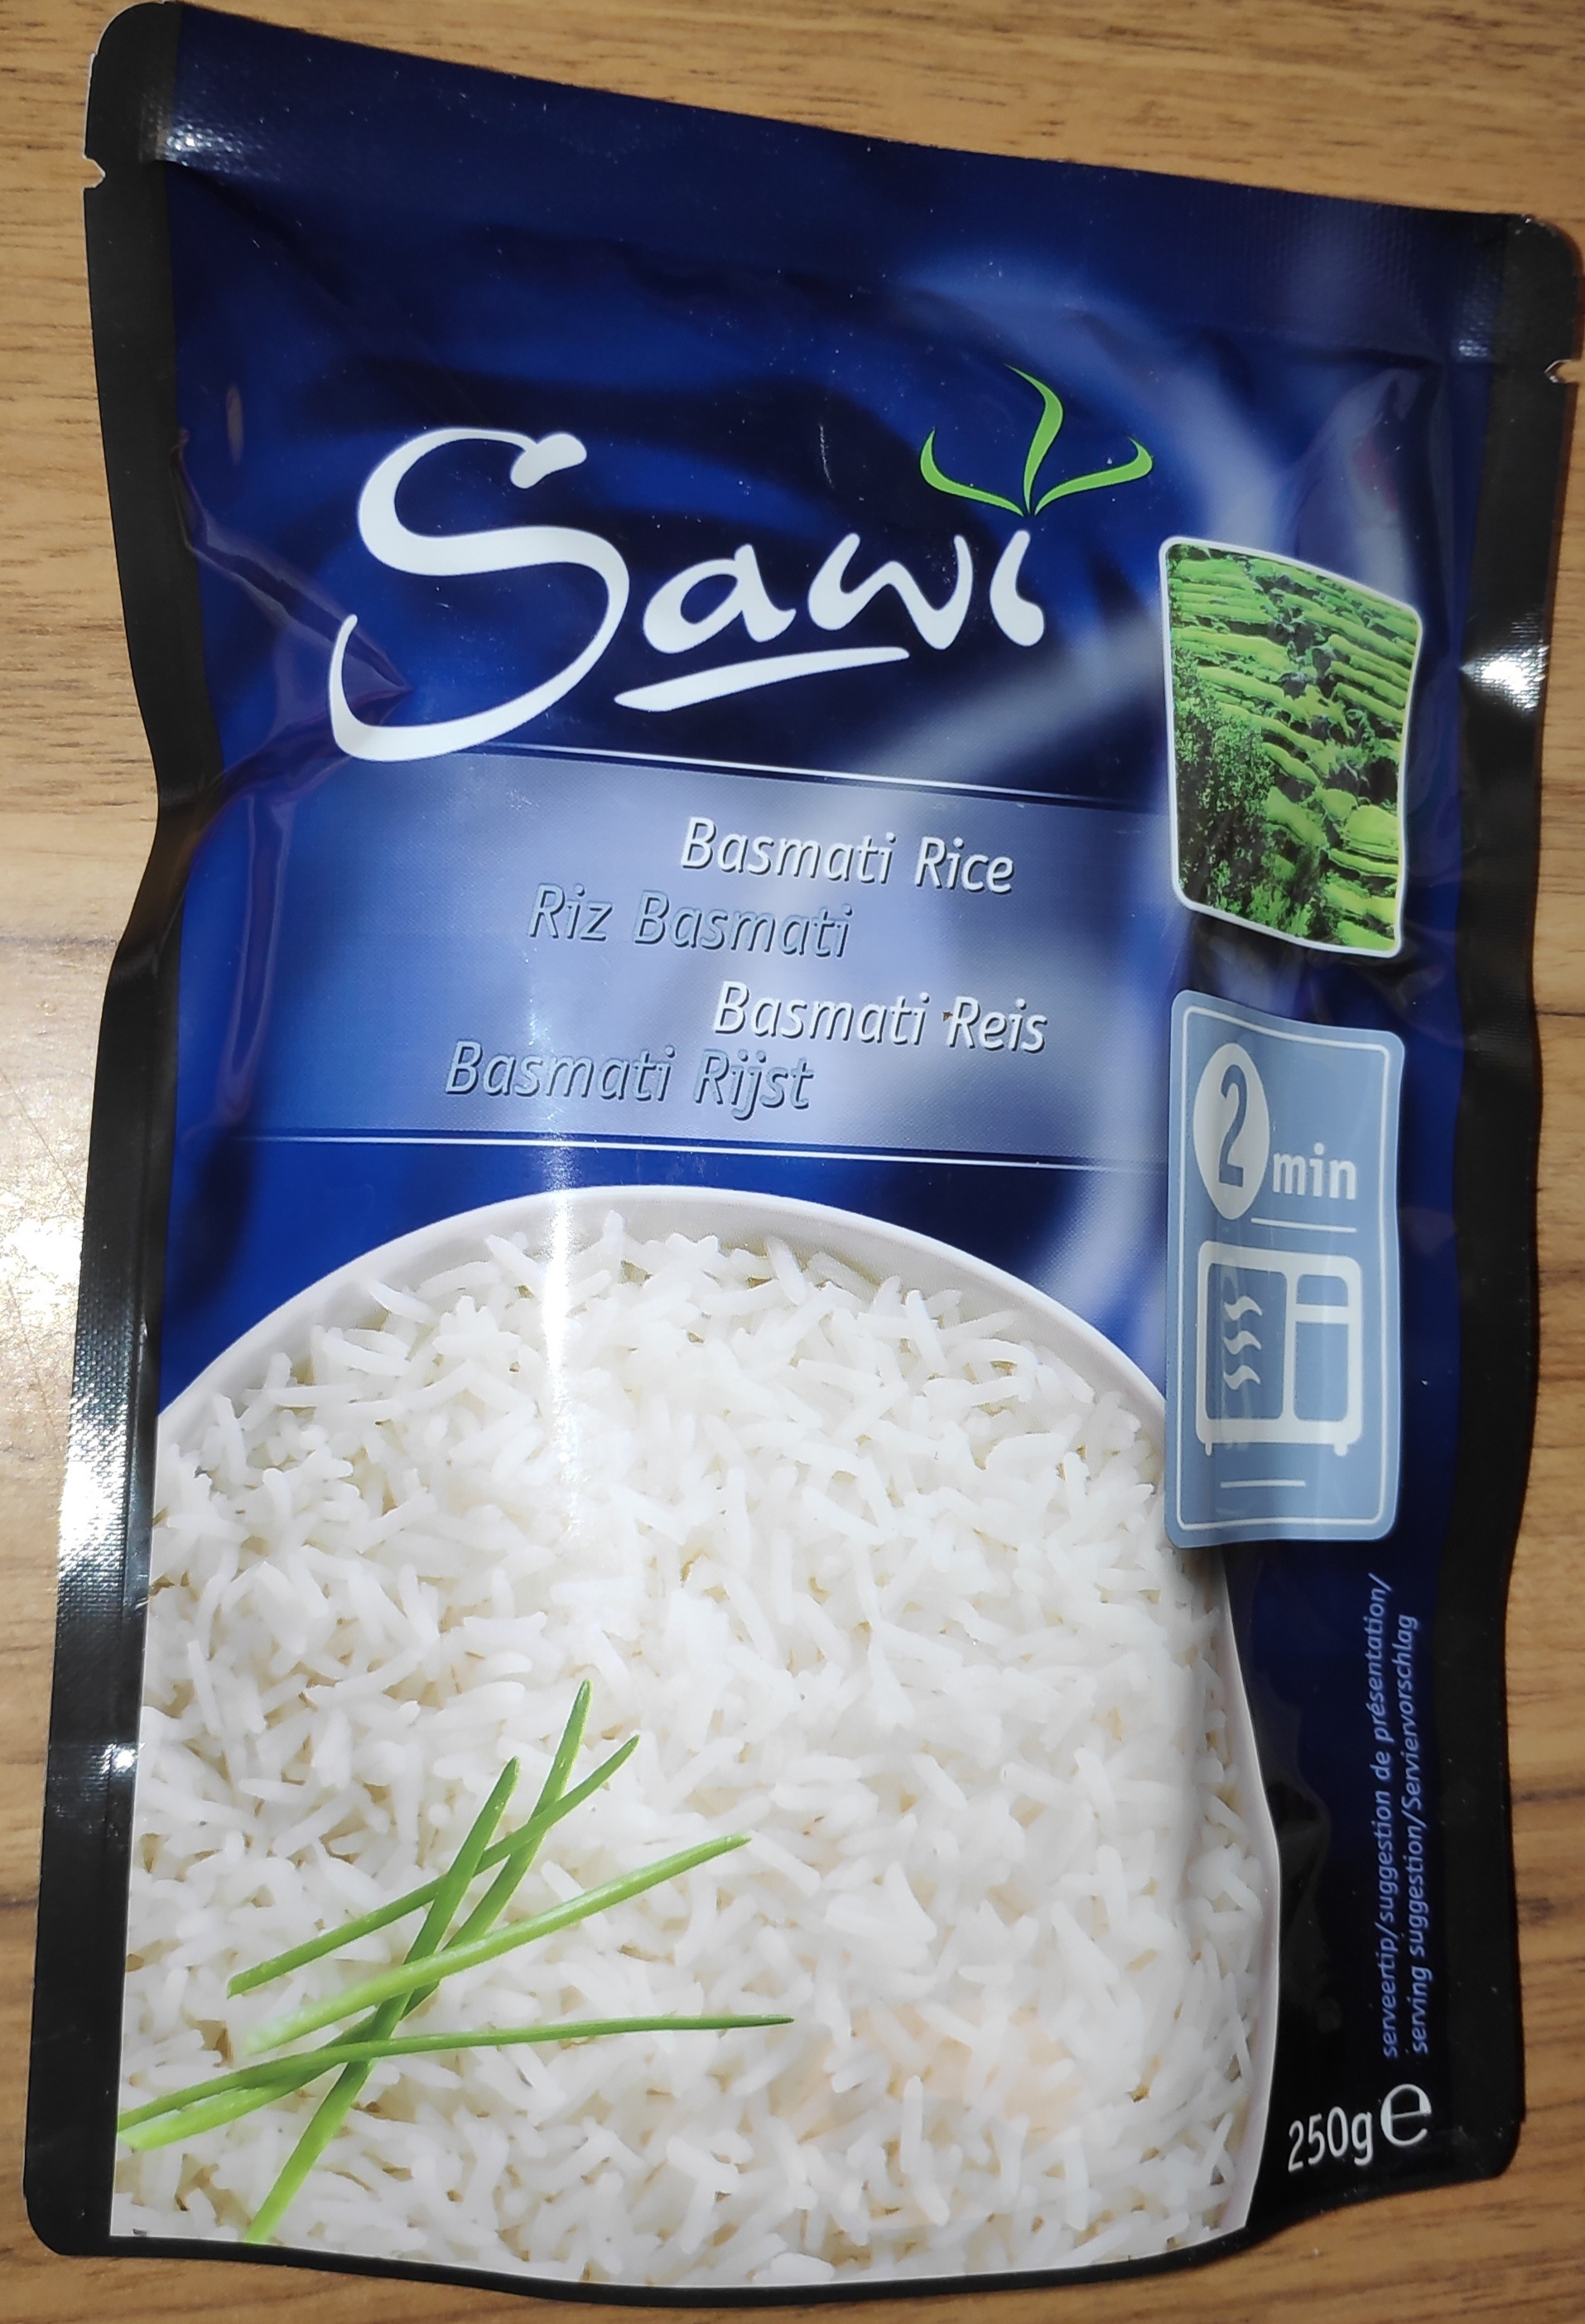 Sawi
Basmati Rice
Riz Basmati
Basmati Reis
Basmati Rijst
2 min
serveertip/suggestion de présentation/
serving suggestion/Serviervorschlag
250g e